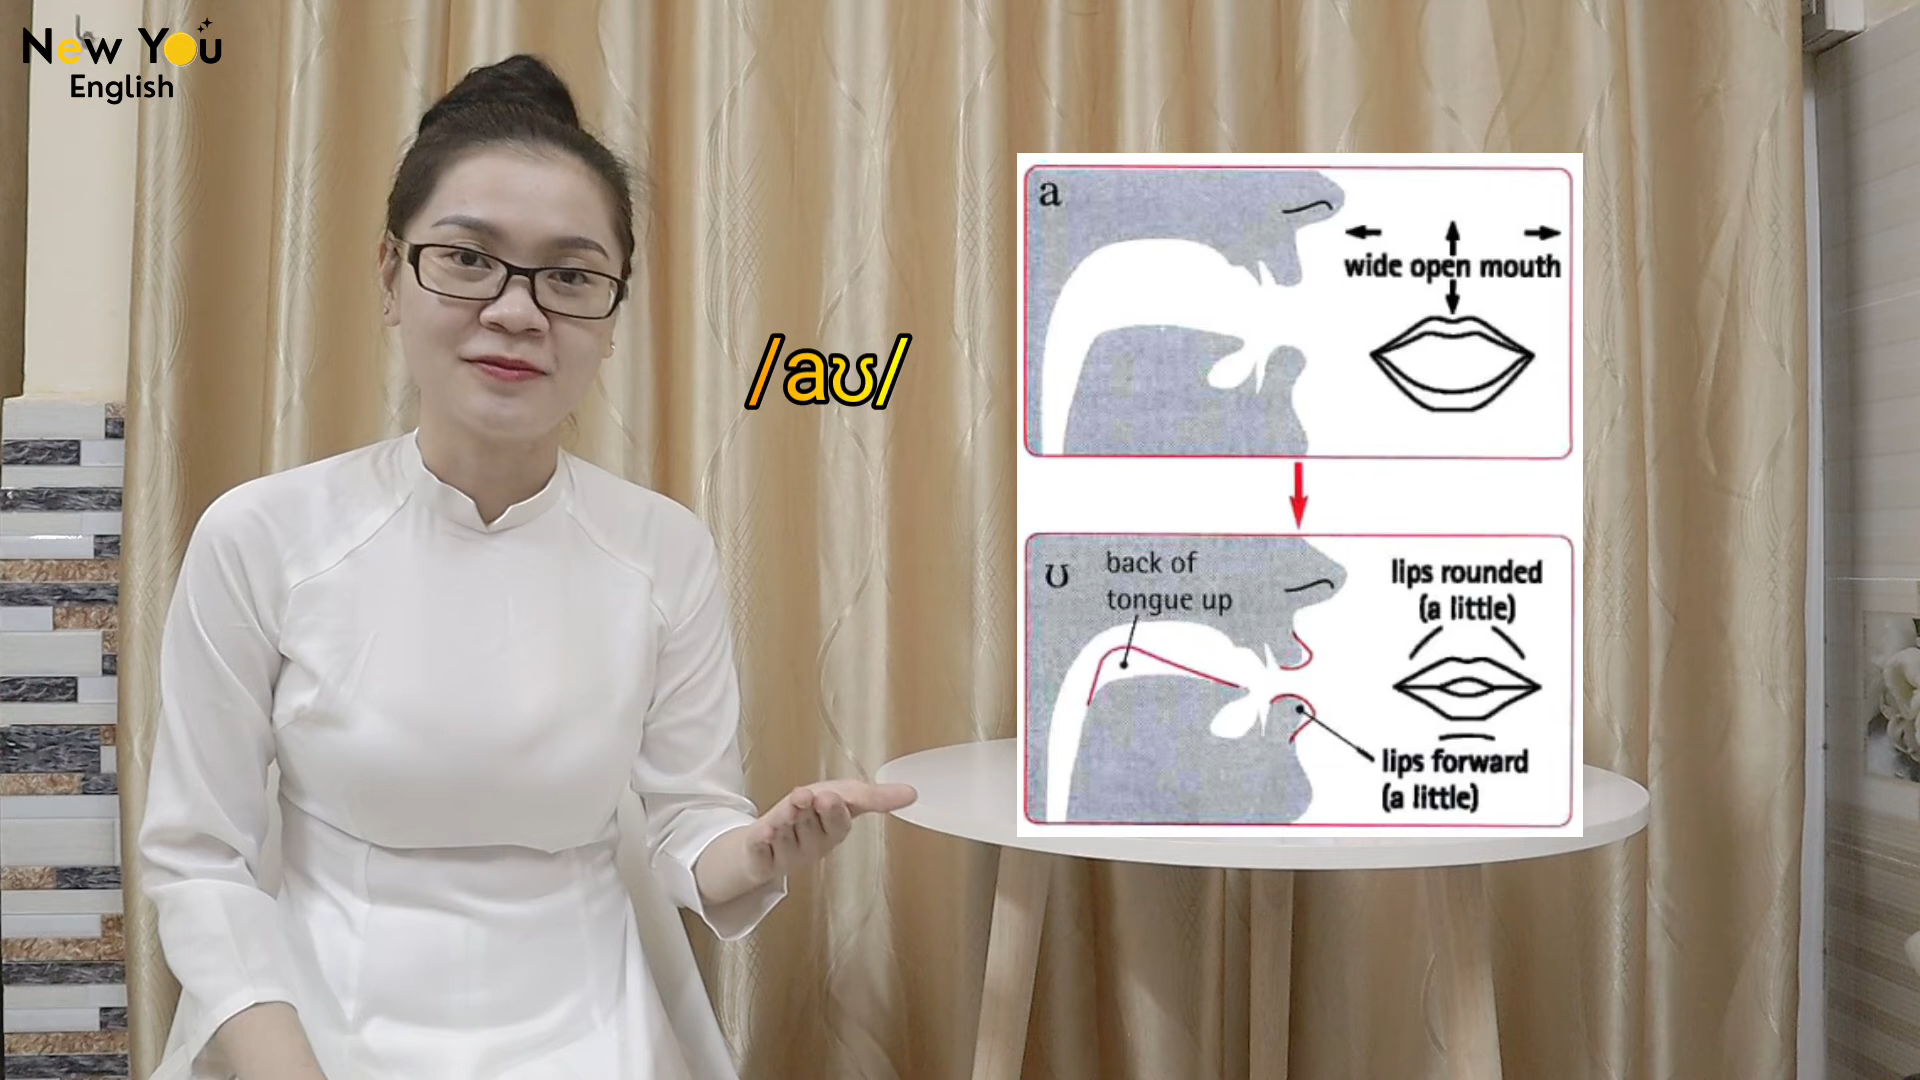 New You
English
/aʊ/
a
wide open mouth
ʊ
back of
tongue up
lips rounded
(a little)
lips forward
(a little)